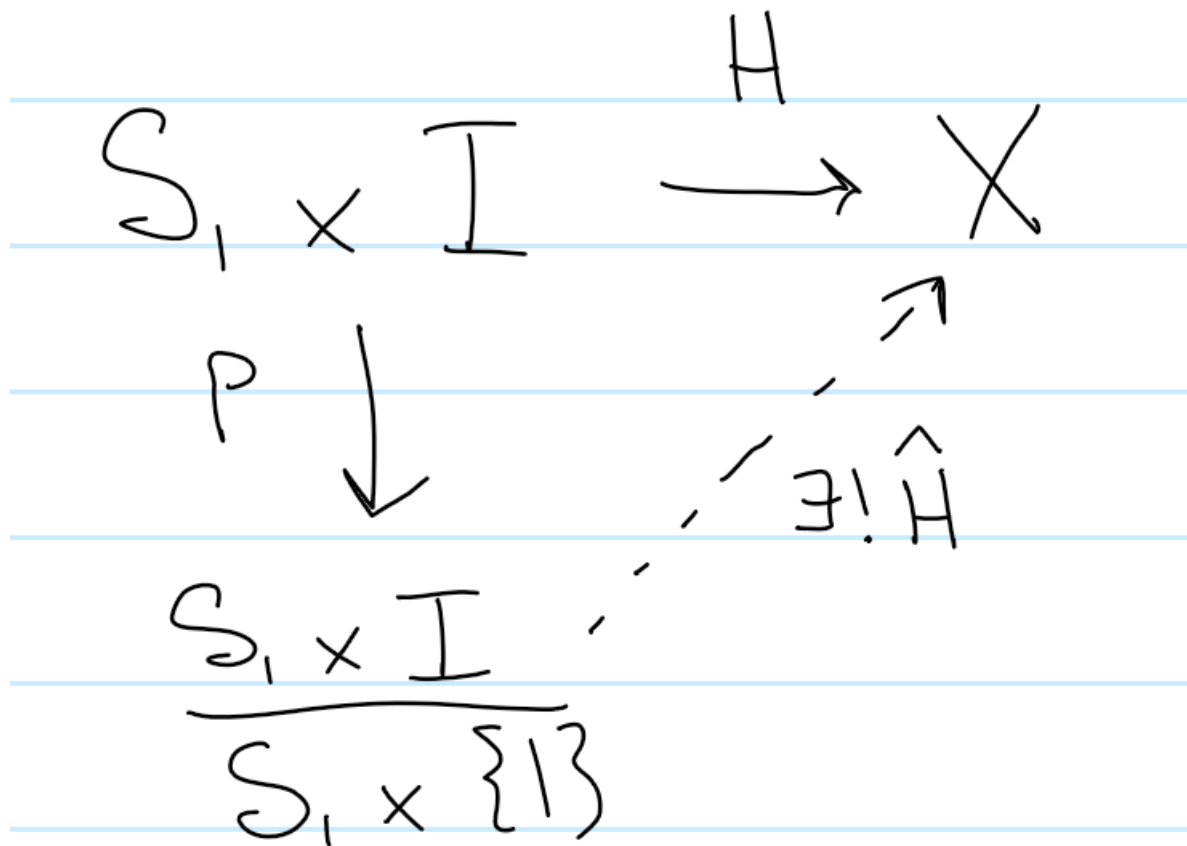 H
S₁ × I → X
P ↓
∃! Ĥ
S₁ × I
S₁ × {1}